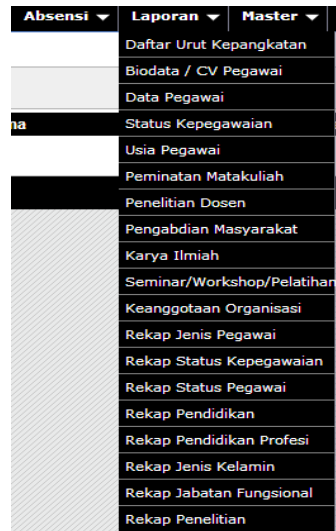 Absensi Laporan Master
Daftar Urut Kepangkatan
Biodata / CV Pegawai
Data Pegawai
na
Status Kepegawaian
Usia Pegawai
Peminatan Matakuliah
Penelitian Dosen
Pengabdian Masyarakat
Karya Ilmiah
Seminar/Workshop/Pelatihan
Keanggotaan Organisasi
Rekap Jenis Pegawai
Rekap Status Kepegawaian
Rekap Status Pegawai
Rekap Pendidikan
Rekap Pendidikan Profesi
Rekap Jenis Kelamin
Rekap Jabatan Fungsional
Rekap Penelitian